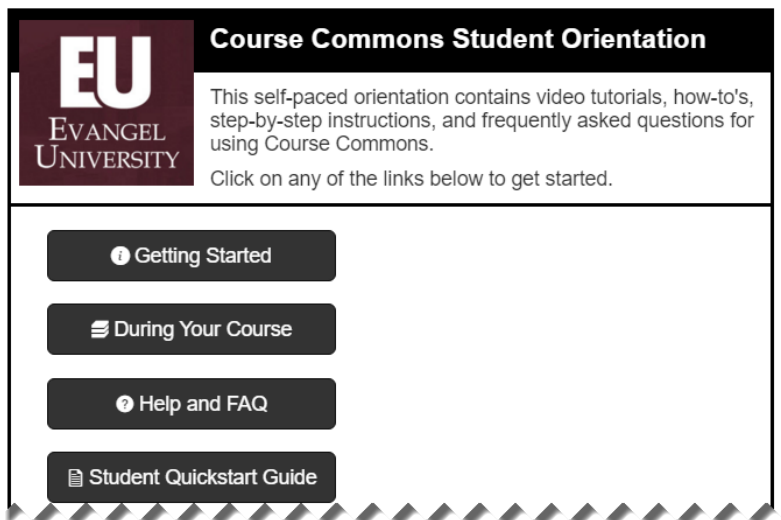 EU
EVANGEL
UNIVERSITY
Course Commons Student Orientation
This self-paced orientation contains video tutorials, how-to's,
step-by-step instructions, and frequently asked questions for
using Course Commons.
Click on any of the links below to get started.
Getting Started
During Your Course
Help and FAQ
Student Quickstart Guide